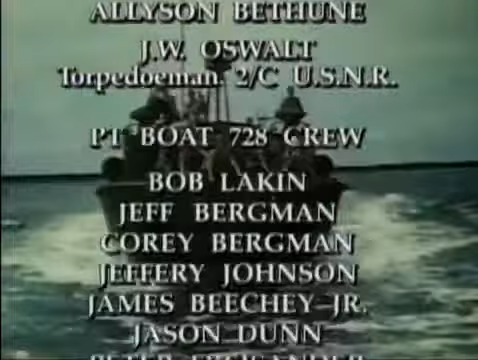 ALLYSON BETHUNE
J.W. OSWALT
Torpedoeman 2/C U.S.N.R.
PT BOAT 728 CREW
BOB LAKIN
JEFF BERGMAN
COREY BERGMAN
JEFFERY JOHNSON
JAMES BEECHEY JR.
JASON DUNN